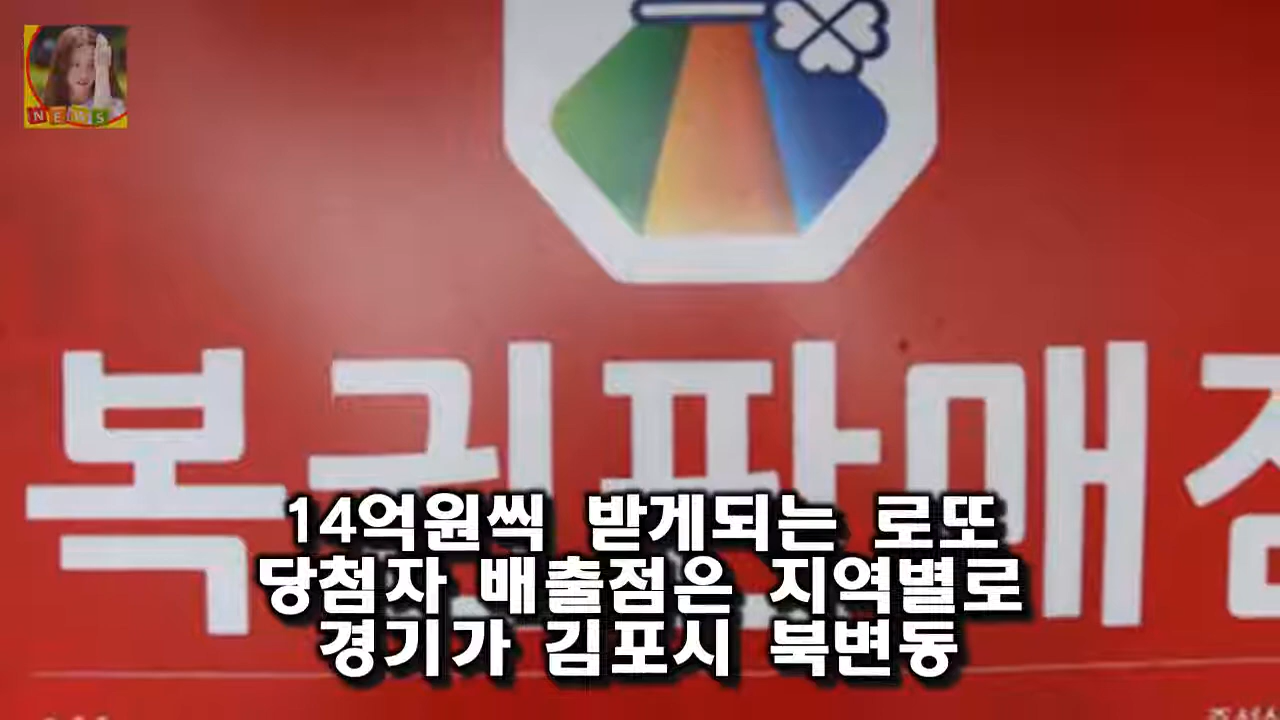 NEWS
복권판매점
14억원씩 받게되는 로또
당첨자 배출점은 지역별로
경기가 김포시 북변동